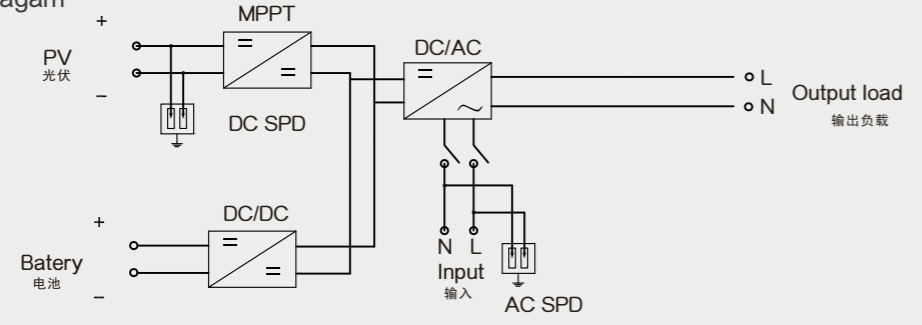 agam
+
MPPT
PV
光伏
−
DC SPD
DC/AC
L
N
Output load
输出负载
+
DC/DC
Batery
电池
−
N L
Input
输入
AC SPD